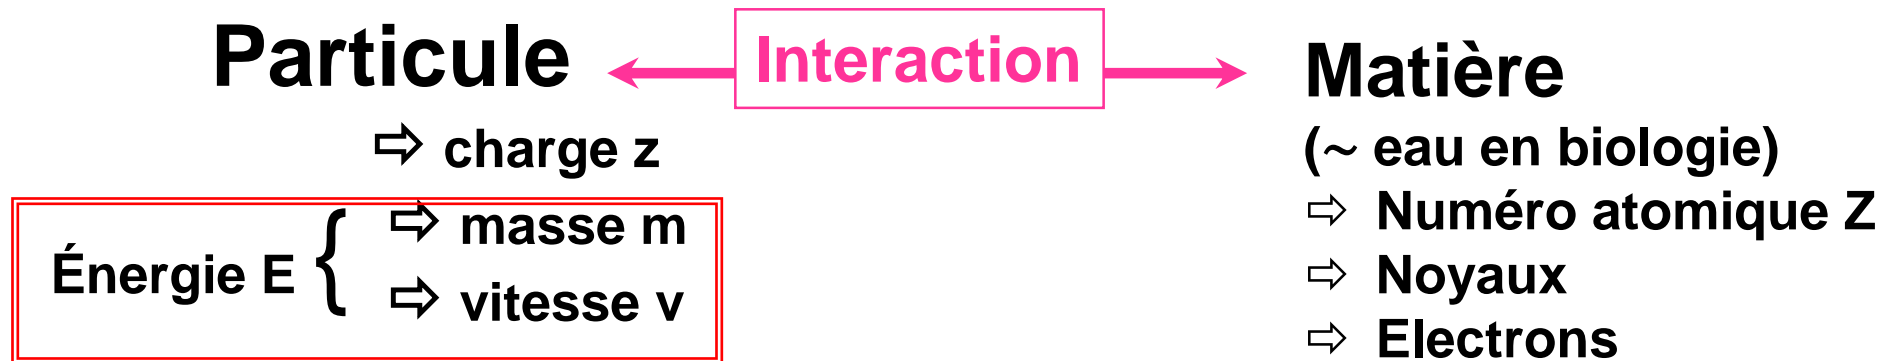 Particule
Interaction
Matière
⇨ charge z
(~ eau en biologie)
Énergie E {
⇨ masse m
⇨ vitesse v
⇨ Numéro atomique Z
⇨ Noyaux
⇨ Electrons